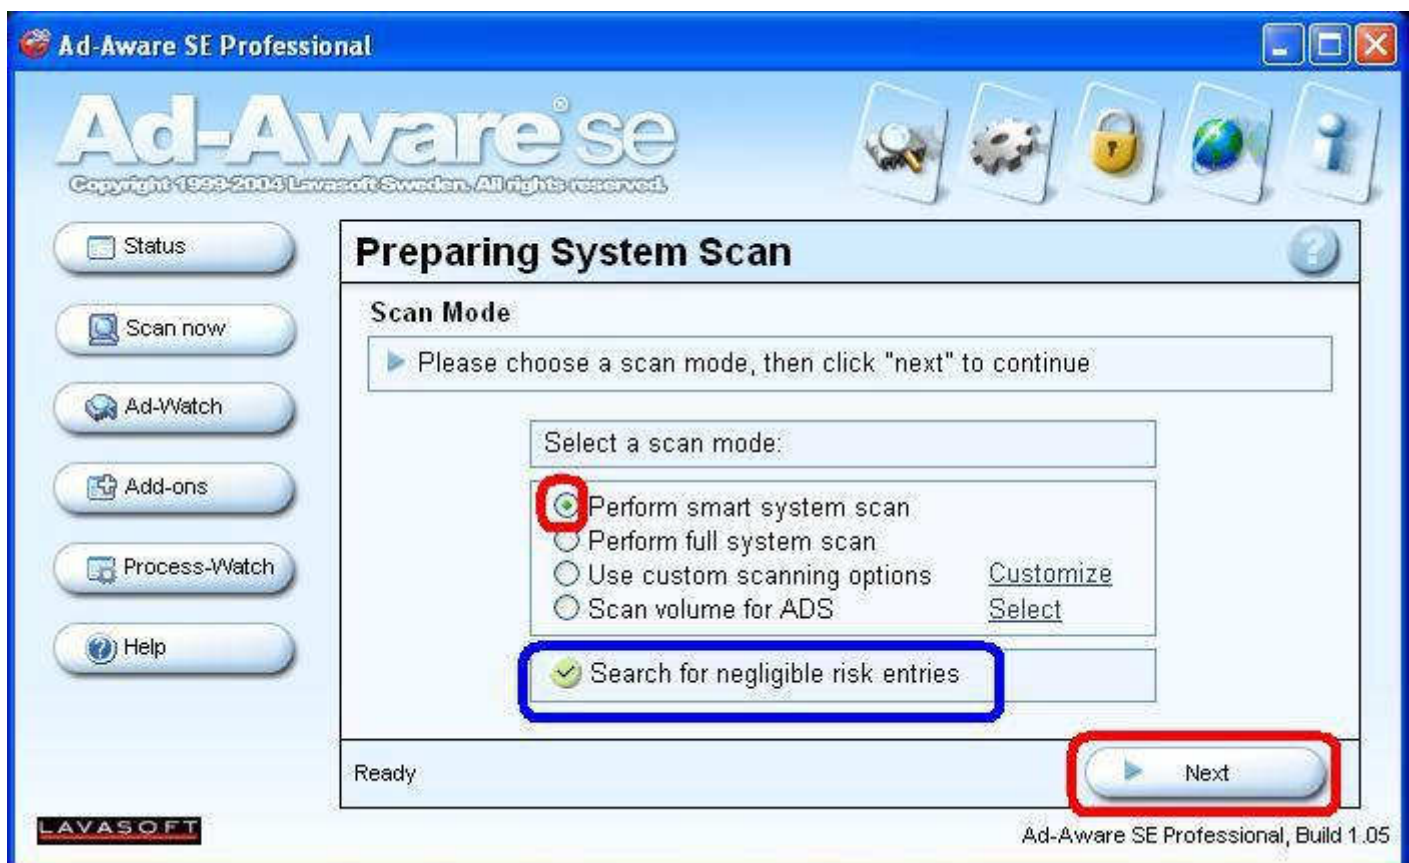 Ad-Aware SE Professional
Ad-Aware® se
Copyright 1999-2004 Lavasoft Sweden. All rights reserved.
Status
Scan now
Ad-Watch
Add-ons
Process-Watch
Help
Preparing System Scan
Scan Mode
Please choose a scan mode, then click "next" to continue
Select a scan mode:
Perform smart system scan
Perform full system scan
Use custom scanning options Customize
Scan volume for ADS Select
Search for negligible risk entries
Ready
Next
LAVASOFT
Ad-Aware SE Professional, Build 1.05